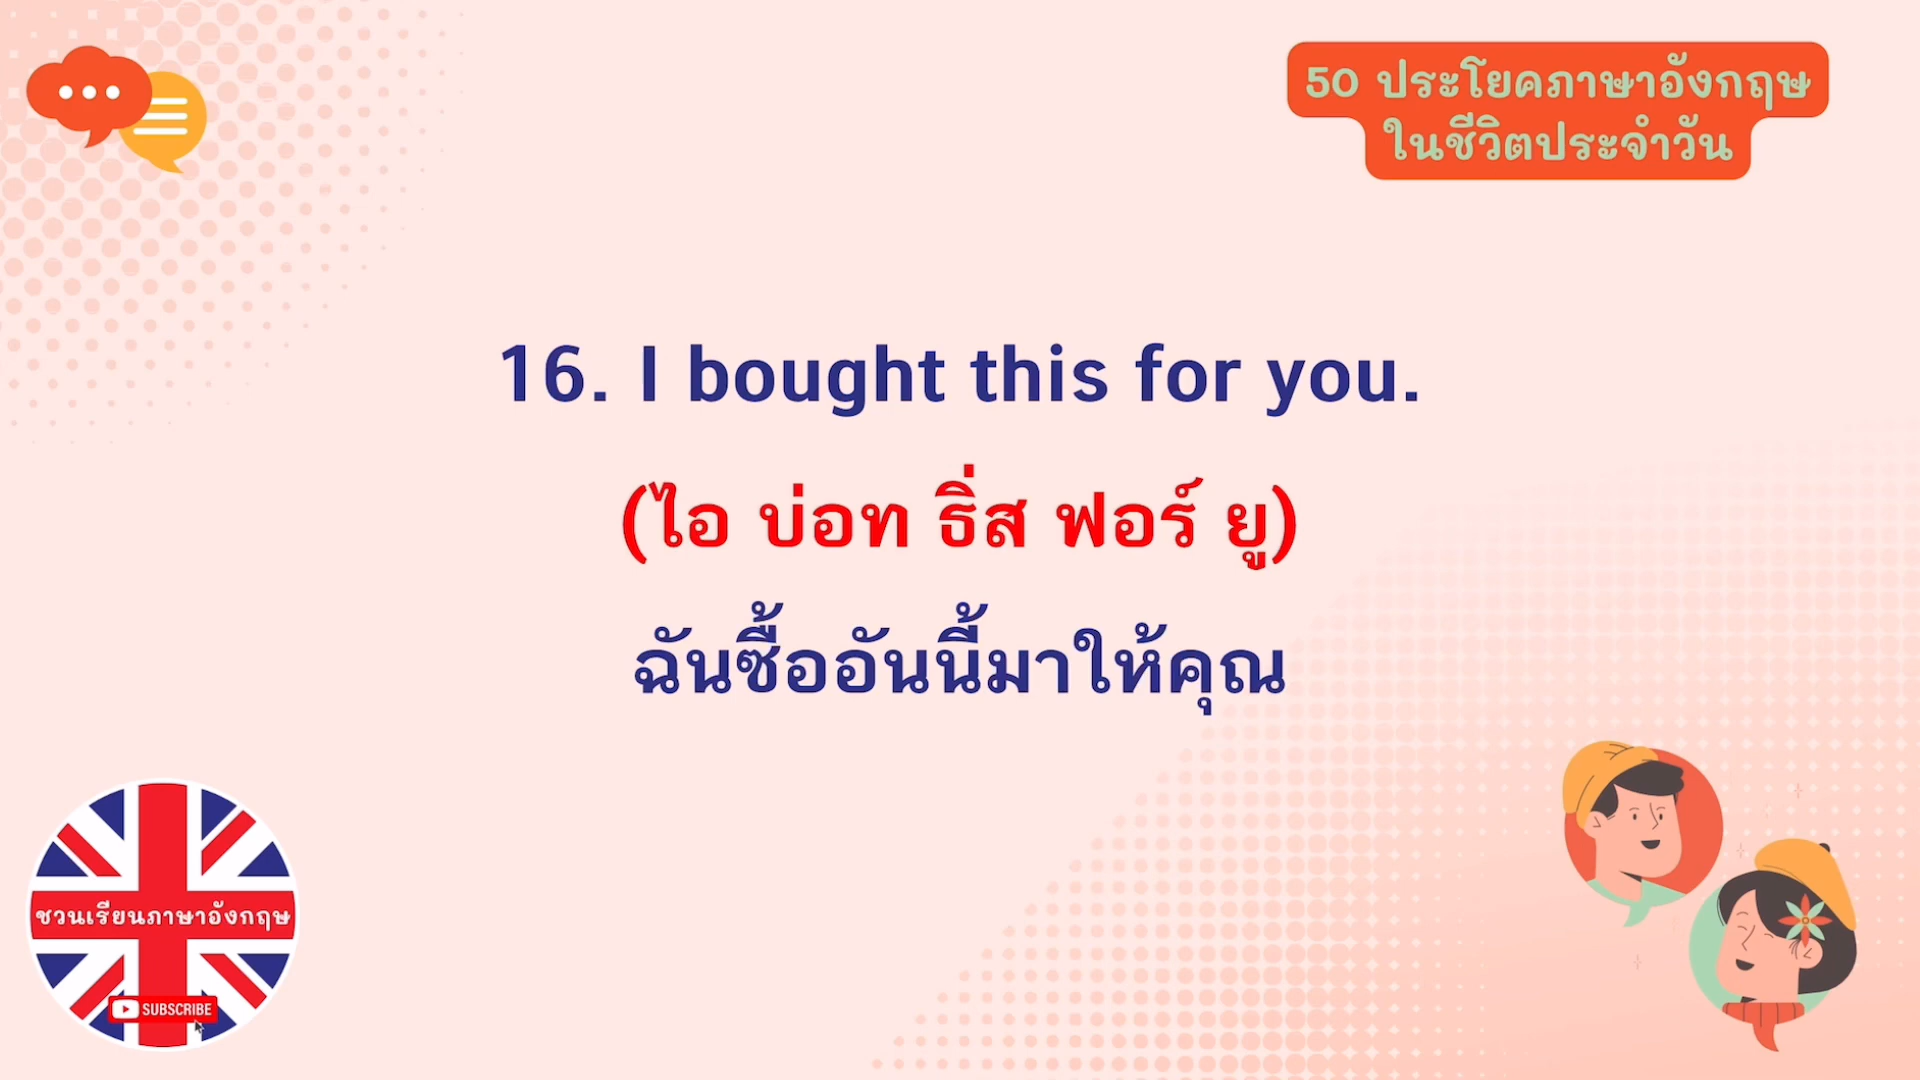 50 ประโยคภาษาอังกฤษ
ในชีวิตประจำวัน
16. I bought this for you.
(ไอ บ่อท ธิ่ส ฟอร์ ยู)
ฉันซื้ออันนี้มาให้คุณ
ชวนเรียนภาษาอังกฤษ
SUBSCRIBE